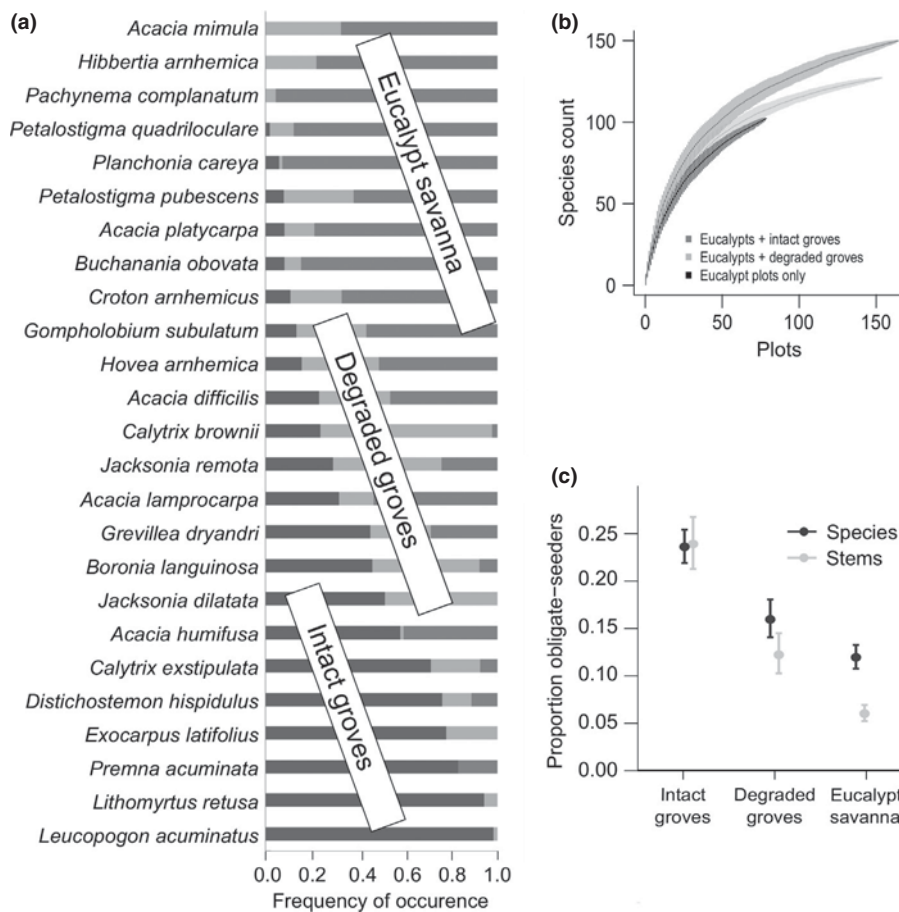 (a)
Acacia mimula
Hibbertia arnhemica
Pachynema complanatum
Petalostigma quadriloculare
Planchonia careya
Petalostigma pubescens
Acacia platycarpa
Buchanania obovata
Croton arnhemicus
Gompholobium subulatum
Hovea arnhemica
Acacia difficilis
Calytrix brownii
Jacksonia remota
Acacia lamprocarpa
Grevillea dryandri
Boronia languinosa
Jacksonia dilatata
Acacia humifusa
Calytrix exstipulata
Distichostemon hispidulus
Exocarpus latifolius
Premna acuminata
Lithomyrtus retusa
Leucopogon acuminatus
Eucalypt savanna
Degraded groves
Intact groves
0.0 0.2 0.4 0.6 0.8 1.0
Frequency of occurence
(b)
Species count
150
100
50
0
Eucalypts + intact groves
Eucalypts + degraded groves
Eucalypt plots only
0 50 100 150
Plots
(c)
Proportion obligate-seeders
0.25
0.20
0.15
0.10
0.05
0.00
Species
Stems
Intact groves
Degraded groves
Eucalypt savanna